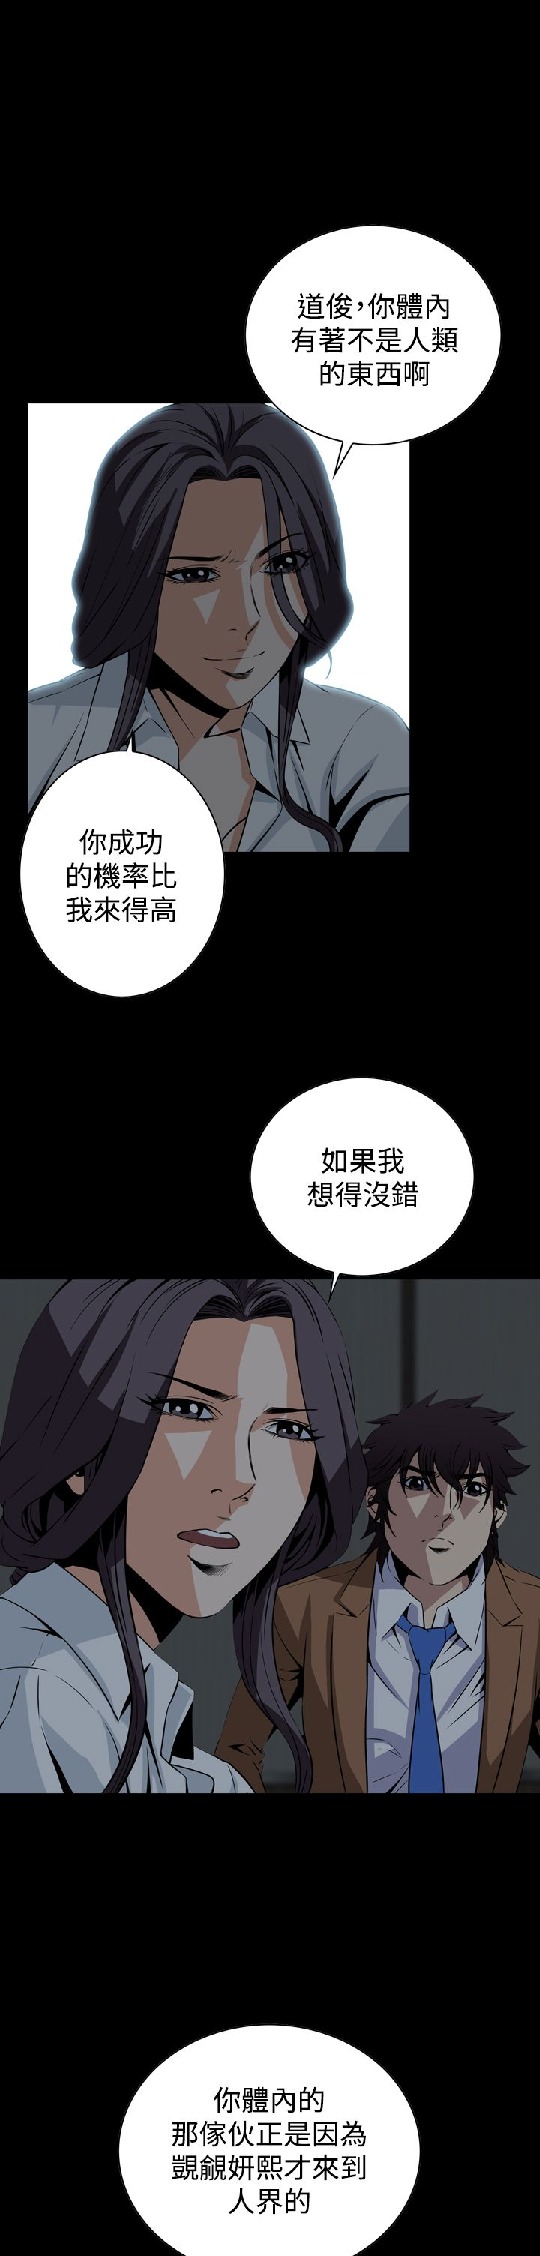 道俊,你體內
有著不是人類
的東西啊
你成功
的機率比
我來得高
如果我
想得沒錯
你體內的
那傢伙正是因為
覬覦妍熙才來到
人界的